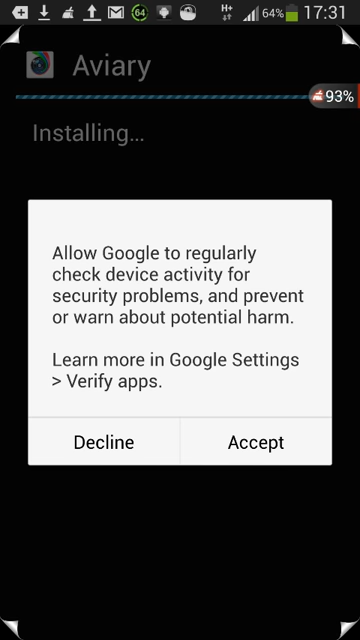 64
H+
64%
17:31
Aviary
93%
Installing...
Allow Google to regularly
check device activity for
security problems, and prevent
or warn about potential harm.
Learn more in Google Settings
> Verify apps.
Decline
Accept